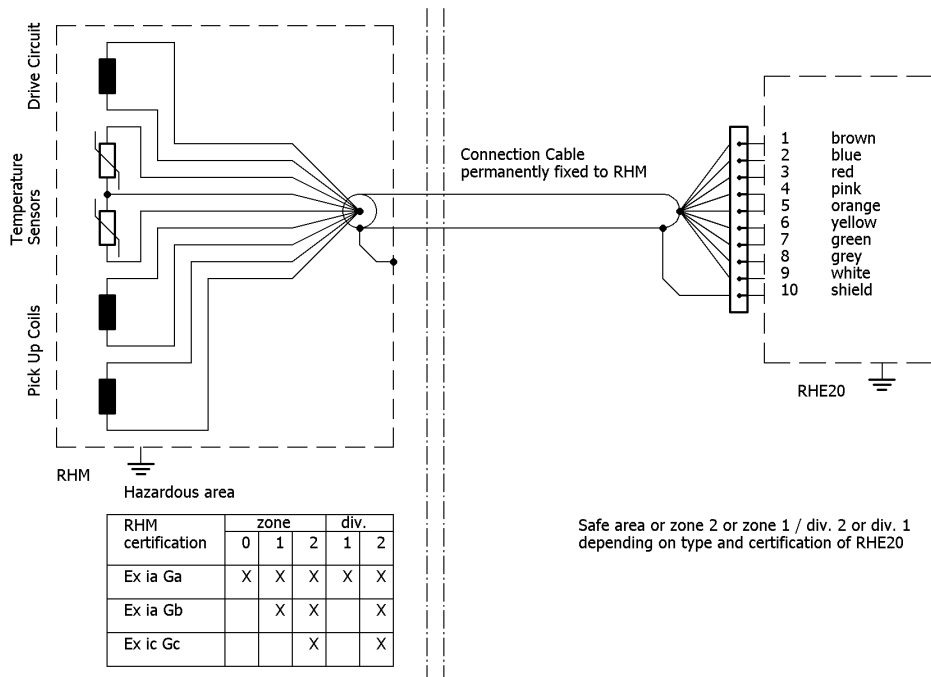 Drive Circuit
Temperature
Sensors
Pick Up Coils
RHM
Hazardous area
Connection Cable
permanently fixed to RHM
1 brown
2 blue
3 red
4 pink
5 orange
6 yellow
7 green
8 grey
9 white
10 shield
RHE20
RHM certification zone div.
0 1 2 1 2
Ex ia Ga X X X X X
Ex ia Gb X X X
Ex ic Gc X X
Safe area or zone 2 or zone 1 / div. 2 or div. 1
depending on type and certification of RHE20